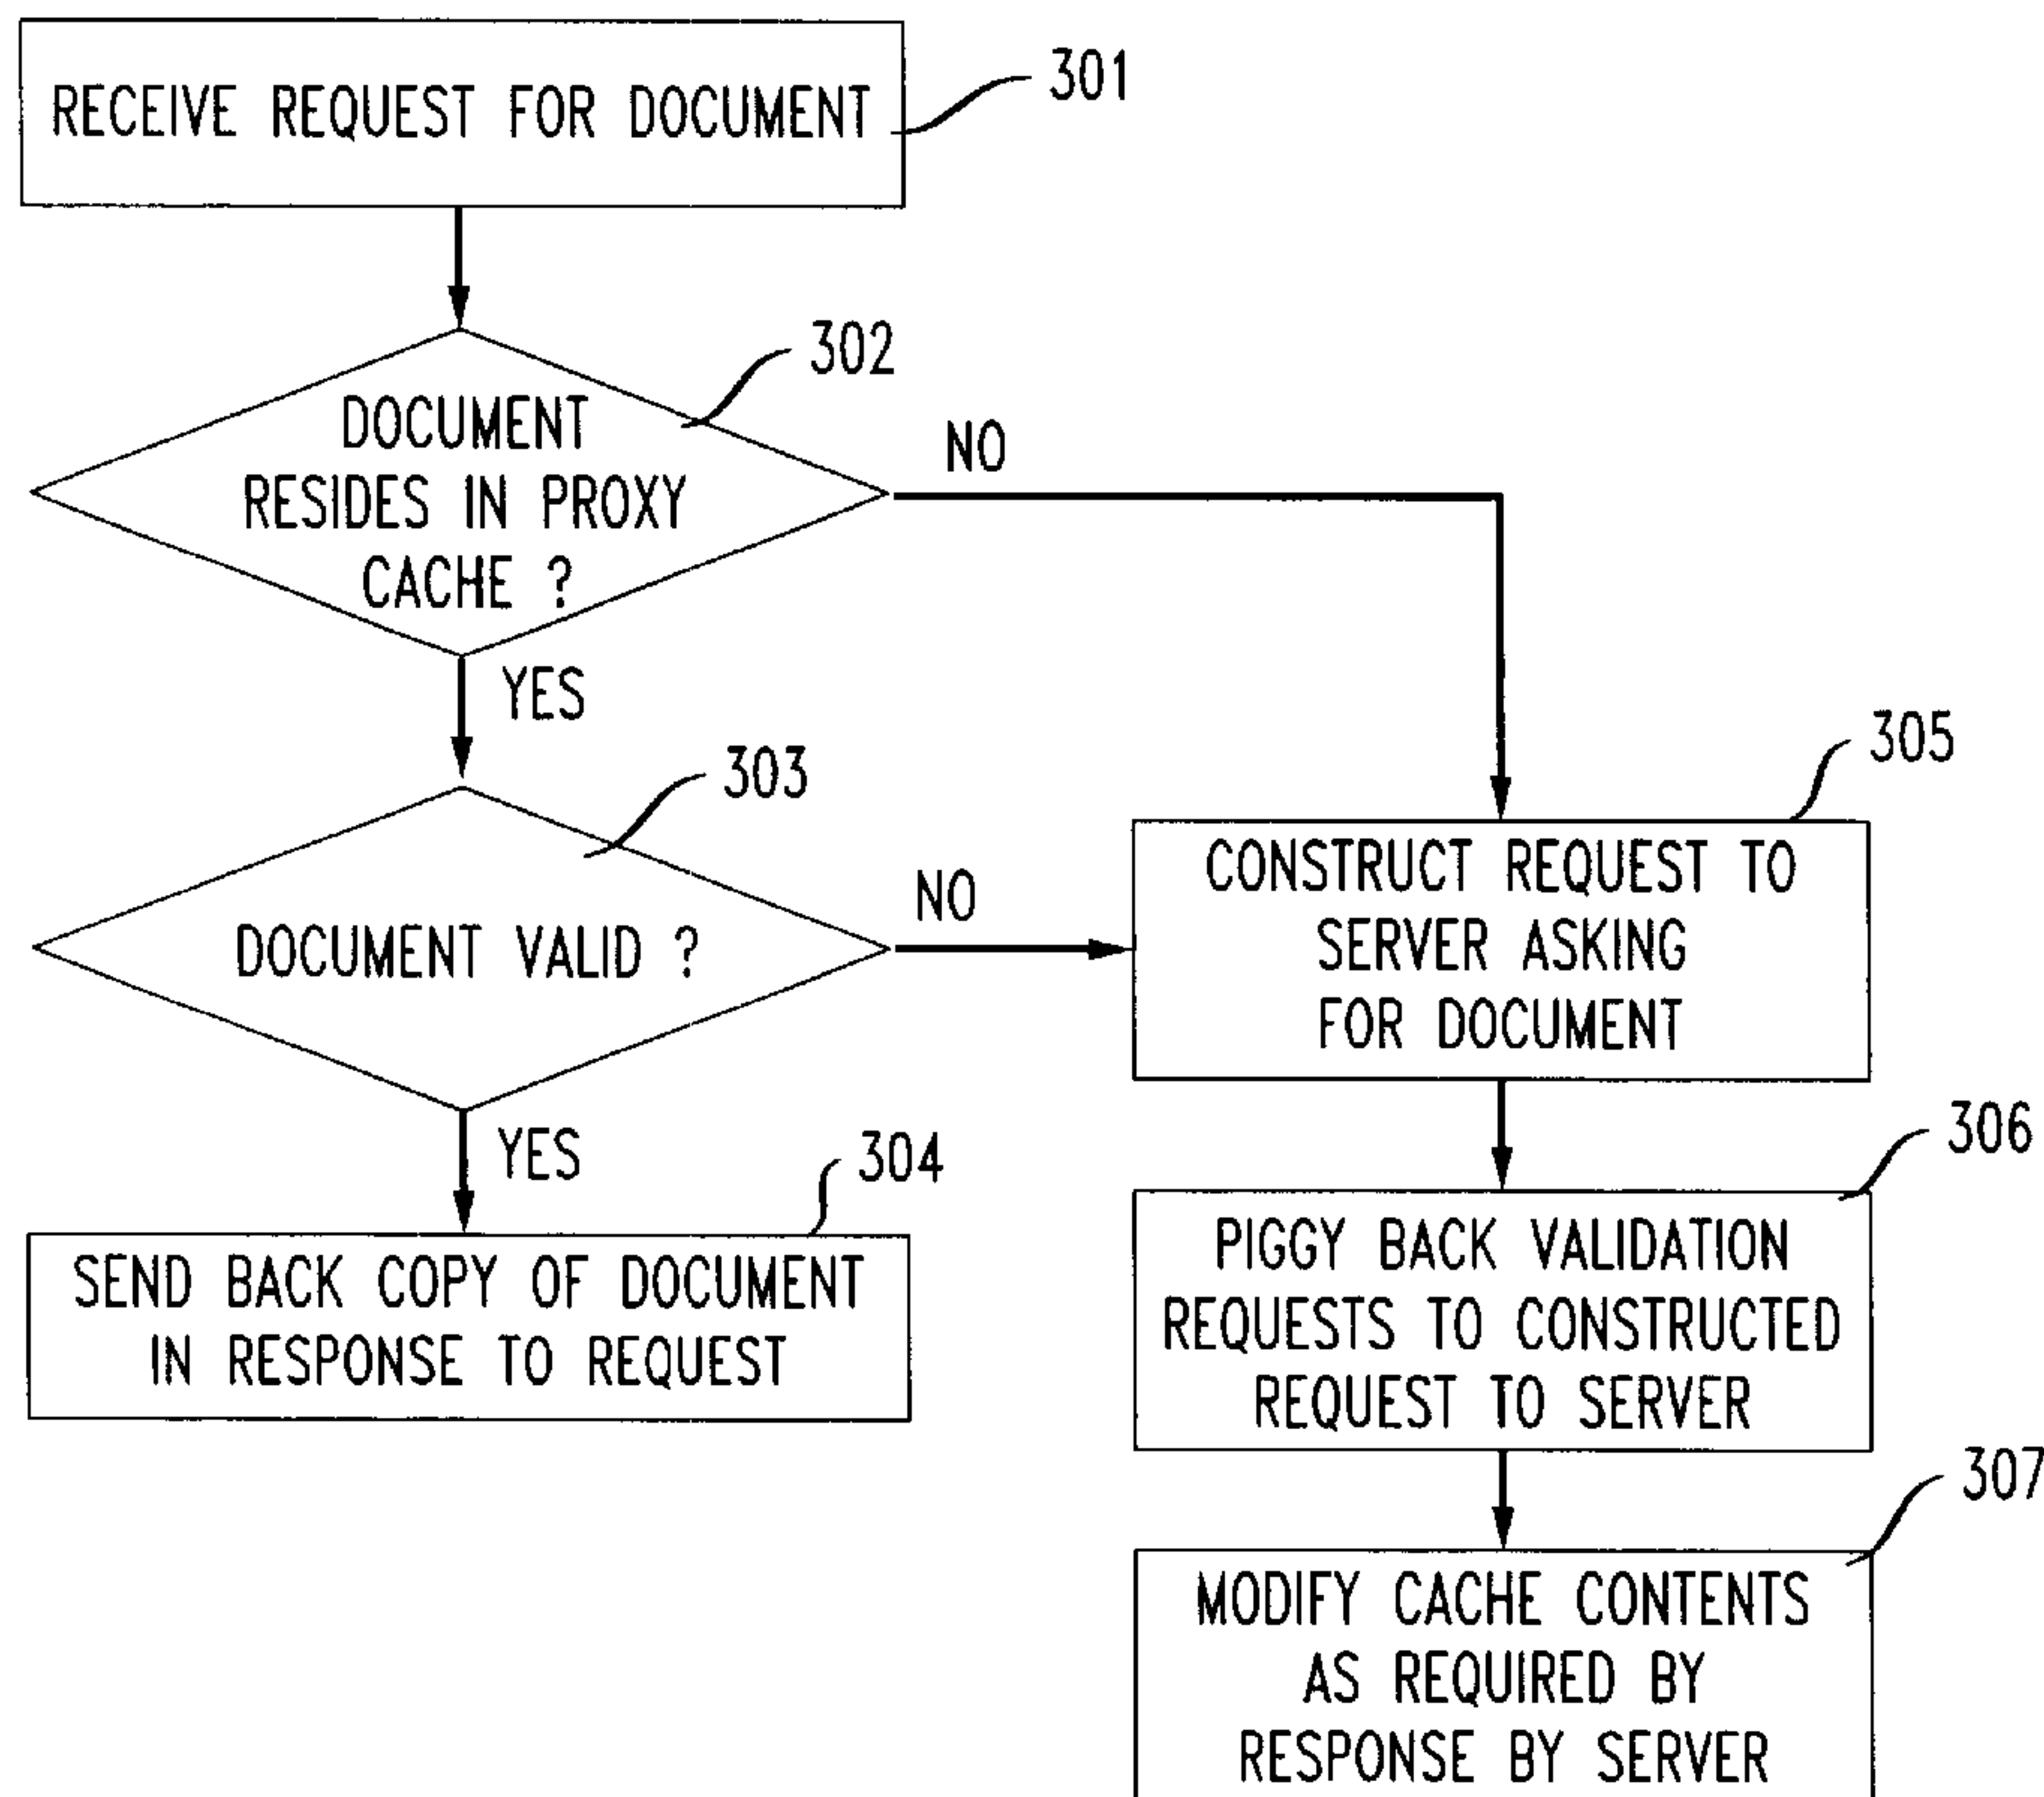 RECEIVE REQUEST FOR DOCUMENT
301
302
DOCUMENT
RESIDES IN PROXY
CACHE ?
NO
YES
303
DOCUMENT VALID ?
NO
YES
304
SEND BACK COPY OF DOCUMENT
IN RESPONSE TO REQUEST
305
CONSTRUCT REQUEST TO
SERVER ASKING
FOR DOCUMENT
306
PIGGY BACK VALIDATION
REQUESTS TO CONSTRUCTED
REQUEST TO SERVER
307
MODIFY CACHE CONTENTS
AS REQUIRED BY
RESPONSE BY SERVER